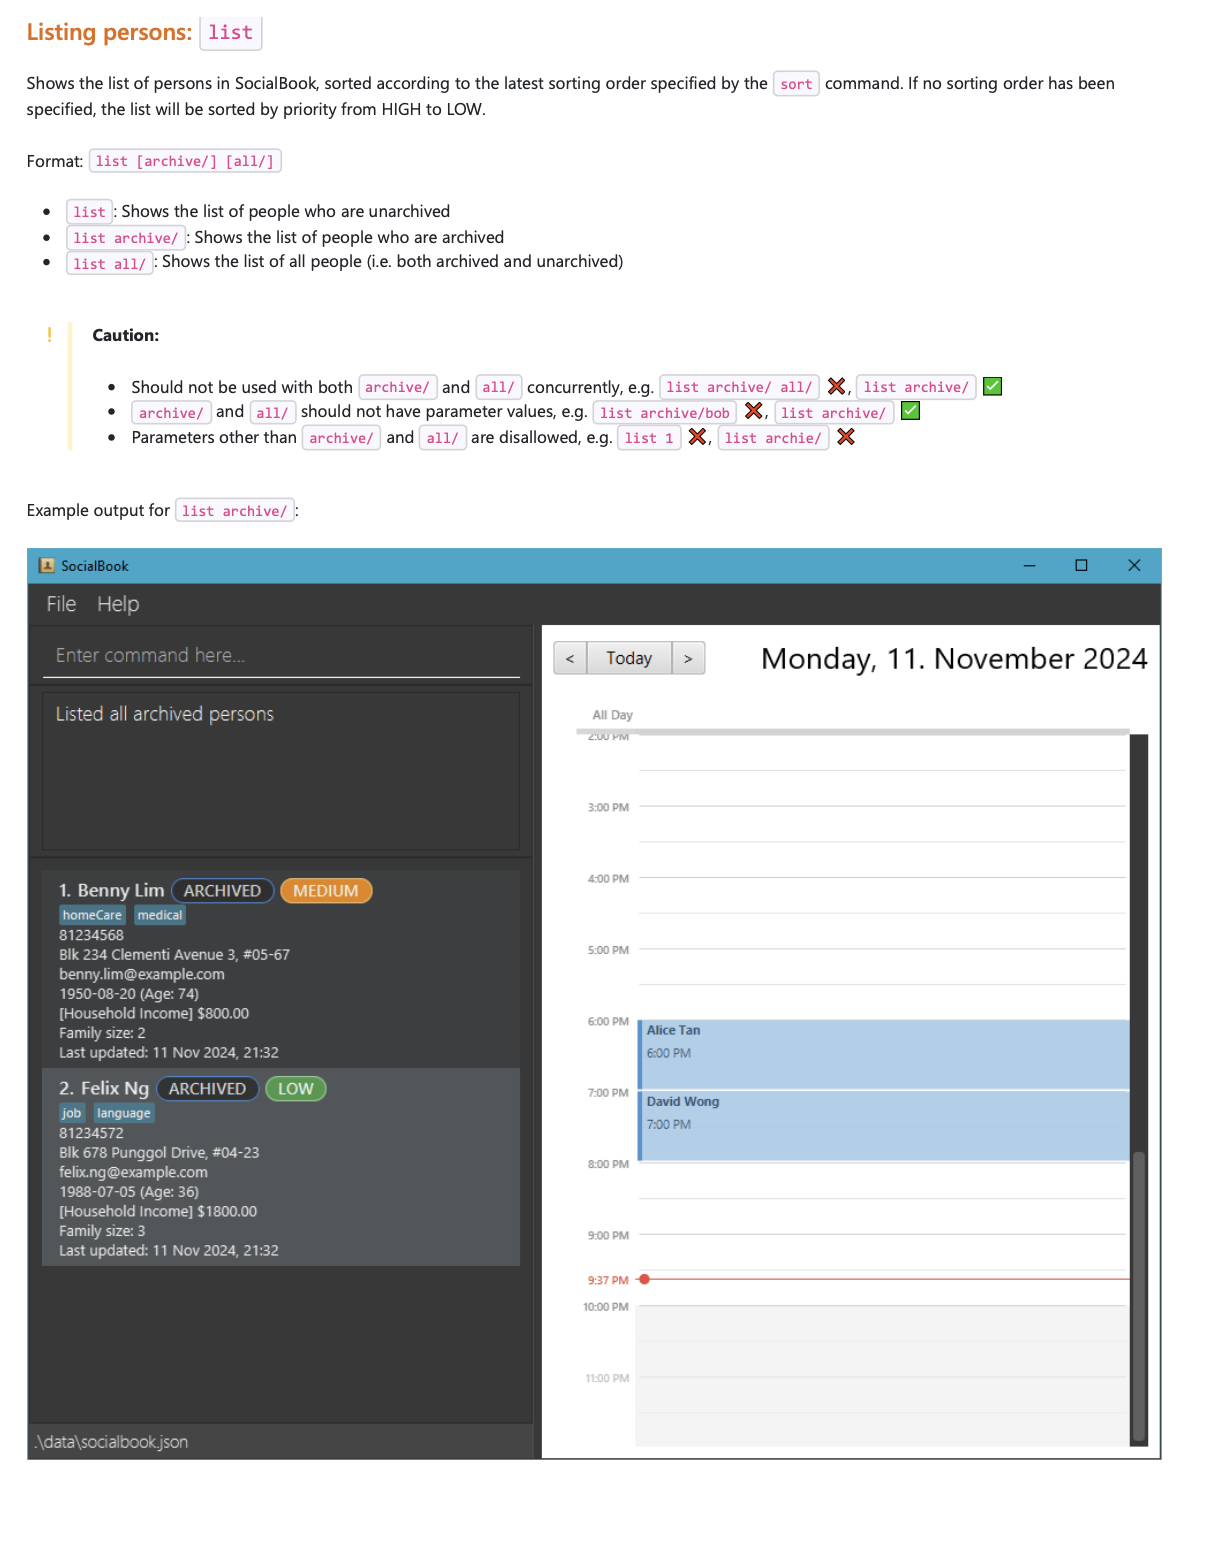 Listing persons: list
Shows the list of persons in SocialBook, sorted according to the latest sorting order specified by the sort command. If no sorting order has been
specified, the list will be sorted by priority from HIGH to LOW.
Format: list [archive/] [all/]
• list : Shows the list of people who are unarchived
• list archive/ : Shows the list of people who are archived
• list all/ : Shows the list of all people (i.e. both archived and unarchived)
! Caution:
• Should not be used with both archive/ and all/ concurrently, e.g. list archive/ all/ ❌, list archive/ ✅
• archive/ and all/ should not have parameter values, e.g. list archive/bob ❌, list archive/ ✅
• Parameters other than archive/ and all/ are disallowed, e.g. list 1 ❌, list archie/ ❌
Example output for list archive/ :
SocialBook
File Help
Enter command here...
Listed all archived persons
1. Benny Lim ARCHIVED MEDIUM
homeCare medical
81234568
Blk 234 Clementi Avenue 3, #05-67
benny.lim@example.com
1950-08-20 (Age: 74)
[Household Income] $800.00
Family size: 2
Last updated: 11 Nov 2024, 21:32
2. Felix Ng ARCHIVED LOW
job language
81234572
Blk 678 Punggol Drive, #04-23
felix.ng@example.com
1988-07-05 (Age: 36)
[Household Income] $1800.00
Family size: 3
Last updated: 11 Nov 2024, 21:32
.\data\socialbook.json
< Today > Monday, 11. November 2024
All Day
2:00 PM
3:00 PM
4:00 PM
5:00 PM
6:00 PM
Alice Tan
6:00 PM
7:00 PM
David Wong
7:00 PM
8:00 PM
9:00 PM
9:37 PM
10:00 PM
11:00 PM